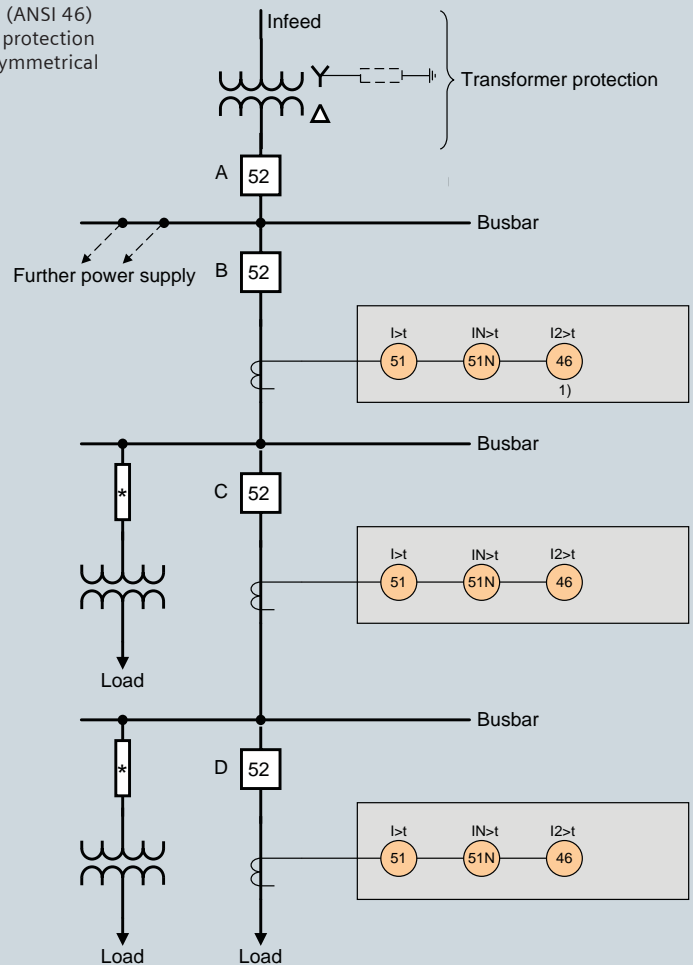 (ANSI 46)
protection
symmetrical
Infeed
Transformer protection
A 52
Busbar
Further power supply
B 52
I>t IN>t I2>t
51 51N 46
1)
Busbar
*
C 52
I>t IN>t I2>t
51 51N 46
Load
Busbar
*
D 52
I>t IN>t I2>t
51 51N 46
Load Load